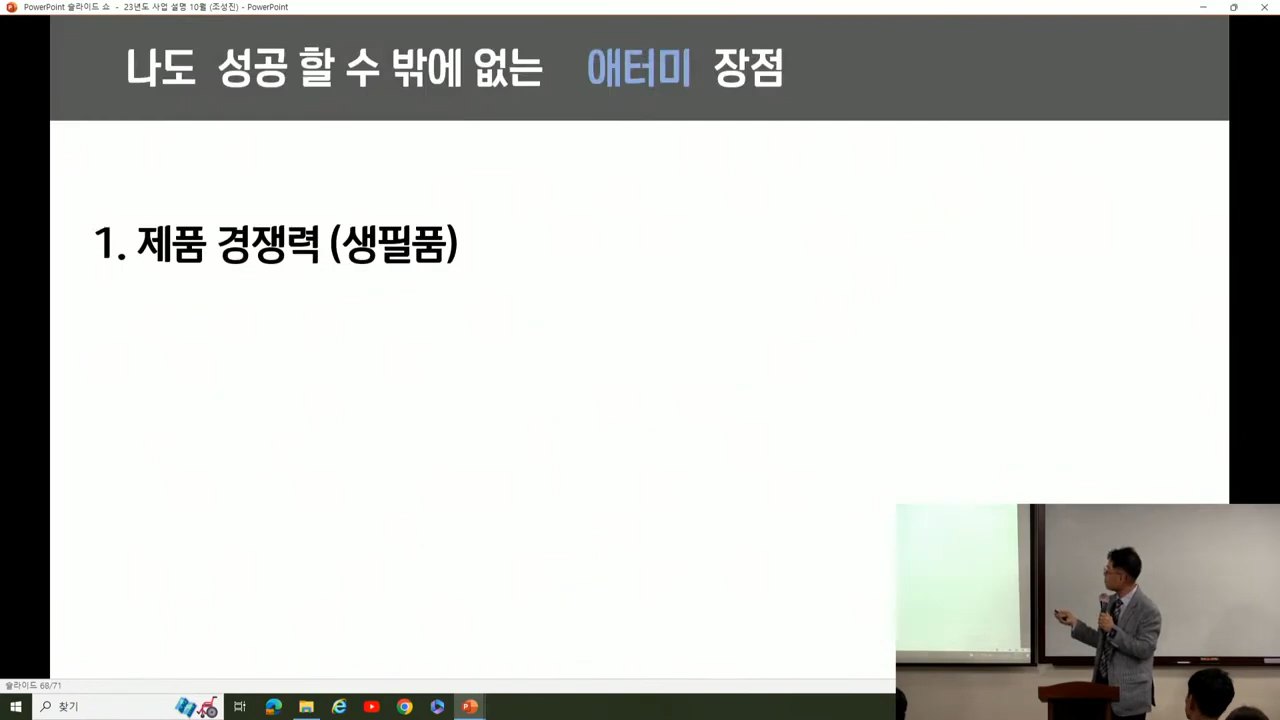 PowerPoint 슬라이드 쇼 - 23년도 사업 설명 10월 (조성진) - PowerPoint
나도 성공 할 수 밖에 없는 애터미 장점
1. 제품 경쟁력 (생필품)
슬라이드 68/71
찾기